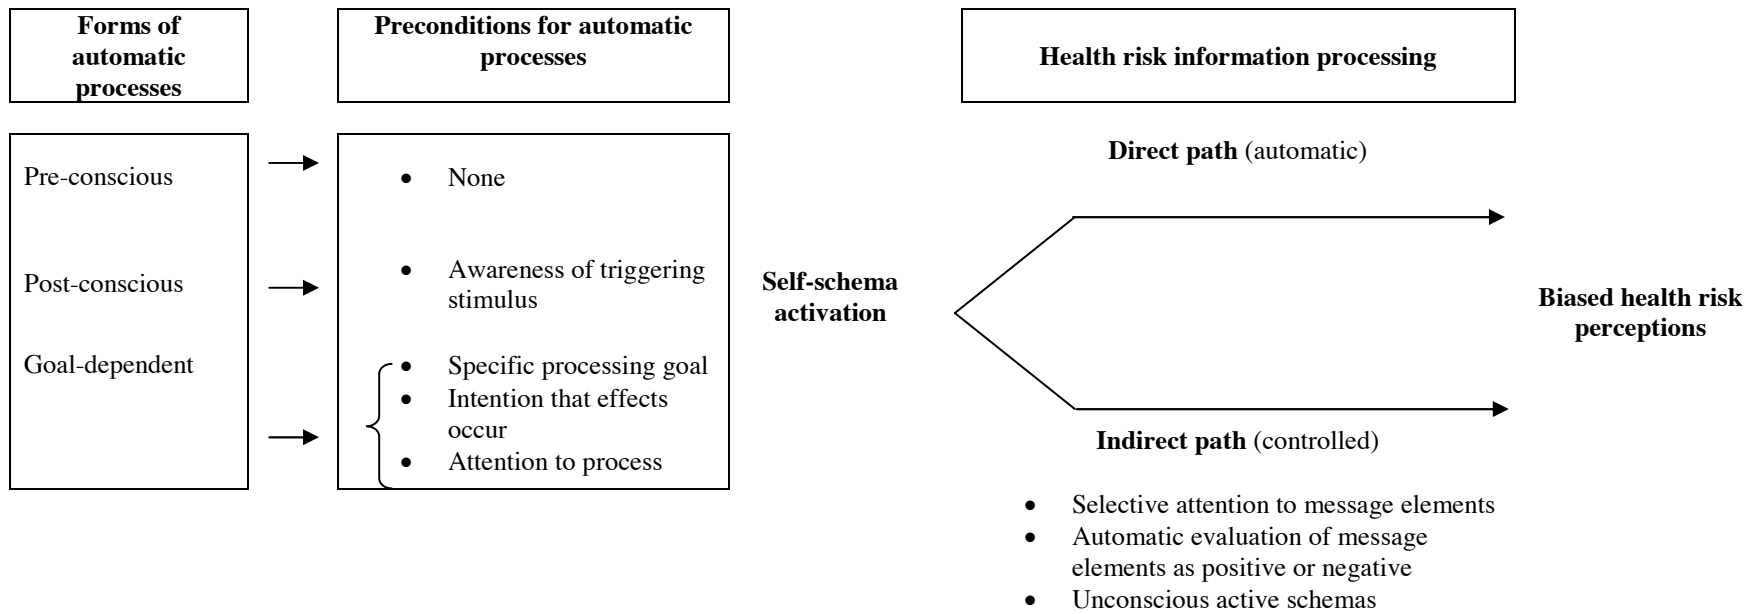 Forms of
automatic
processes
Preconditions for automatic
processes
Health risk information processing
Pre-conscious
Post-conscious
Goal-dependent
• None
• Awareness of triggering
stimulus
• Specific processing goal
• Intention that effects
occur
• Attention to process
Self-schema
activation
Direct path (automatic)
Indirect path (controlled)
• Selective attention to message elements
• Automatic evaluation of message
elements as positive or negative
• Unconscious active schemas
Biased health risk
perceptions